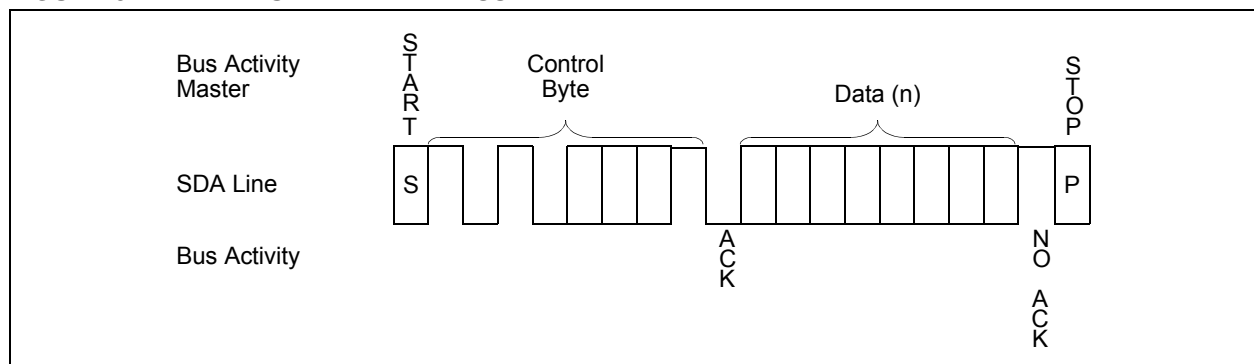 Bus Activity
Master
START
Control
Byte
Data (n)
STOP
SDA Line
S
P
Bus Activity
ACK
NO ACK